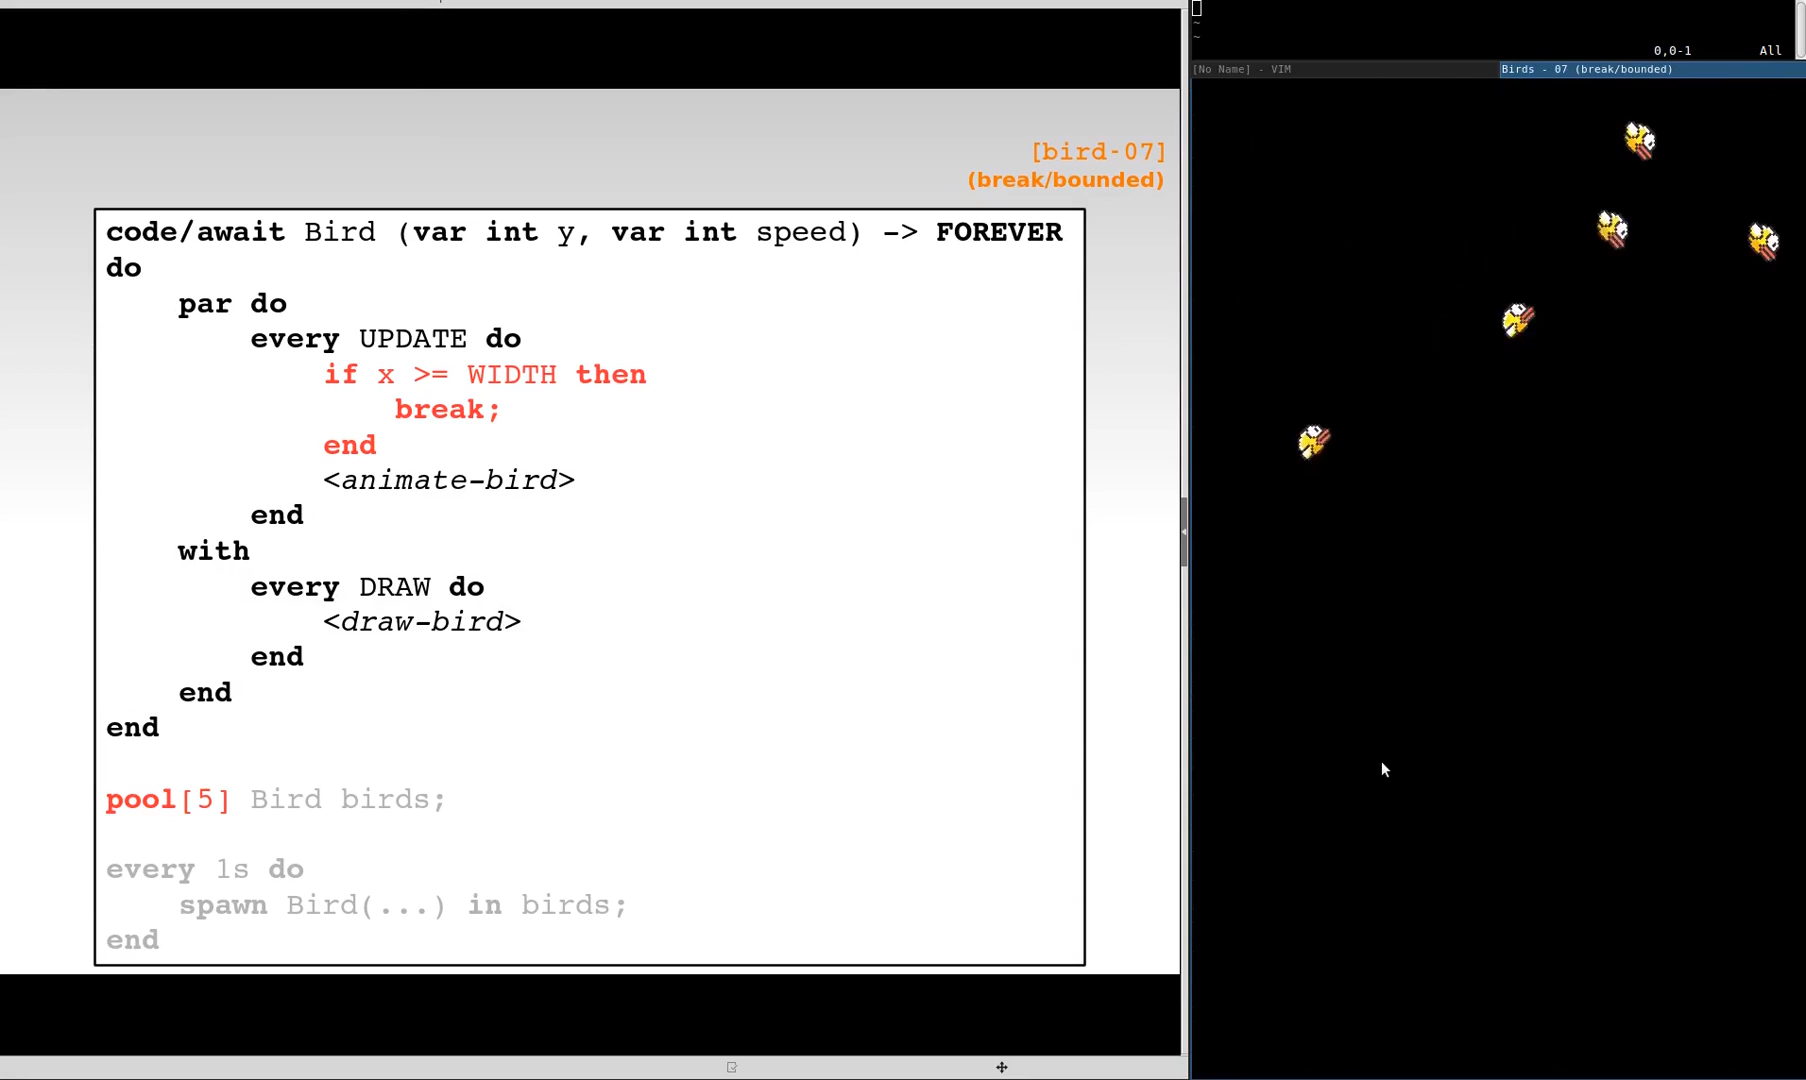 [bird-07]
(break/bounded)
code/await Bird (var int y, var int speed) -> FOREVER
do
par do
every UPDATE do
if x >= WIDTH then
break;
end
<animate-bird>
end
with
every DRAW do
<draw-bird>
end
end
end
pool[5] Bird birds;
every 1s do
spawn Bird(...) in birds;
end
~
~
0,0-1 All
[No Name] - VIM
Birds - 07 (break/bounded)